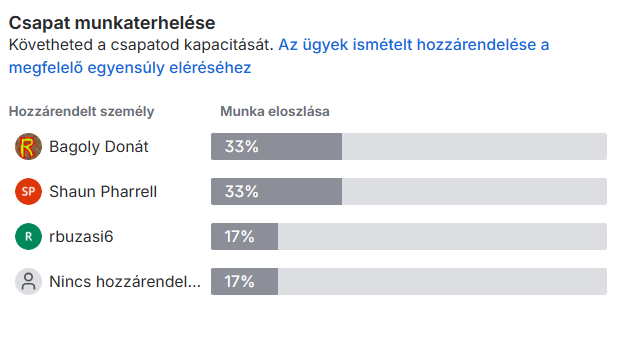 Csapat munkaterhelése
Követheted a csapatod kapacitását. Az ügyek ismételt hozzárendelése a
megfelelő egyensúly eléréséhez
Hozzárendelt személy Munka eloszlása
R Bagoly Donát 33%
SP Shaun Pharrell 33%
R rbuzasi6 17%
Nincs hozzárendel... 17%